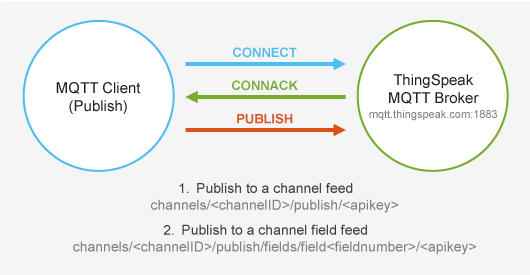 CONNECT
MQTT Client
(Publish)
CONNACK
ThingSpeak
MQTT Broker
mqtt.thingspeak.com:1883
PUBLISH
1. Publish to a channel feed
channels/<channelID>/publish/<apikey>
2. Publish to a channel field feed
channels/<channelID>/publish/fields/field<fieldnumber>/<apikey>